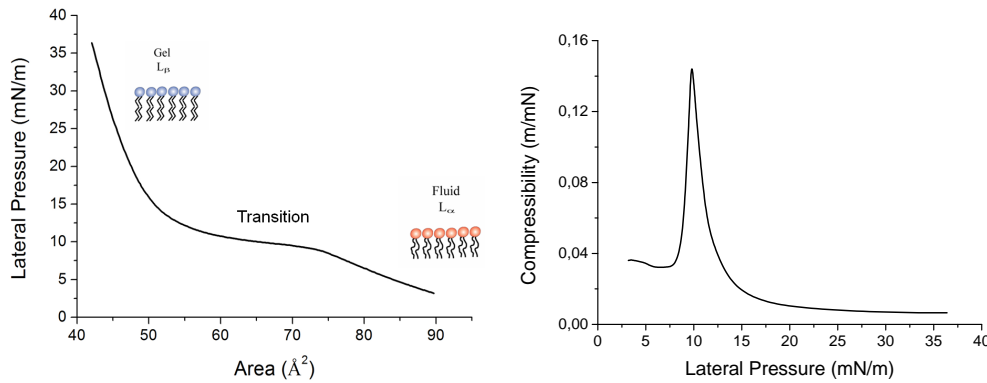 40
35
30
25
20
15
10
5
0
Lateral Pressure (mN/m)
Gel
Lβ
Transition
Fluid
Lα
40 50 60 70 80 90
Area (Å²)
0,16
0,12
0,08
0,04
0,00
Compressibility (m/mN)
0 5 10 15 20 25 30 35 40
Lateral Pressure (mN/m)